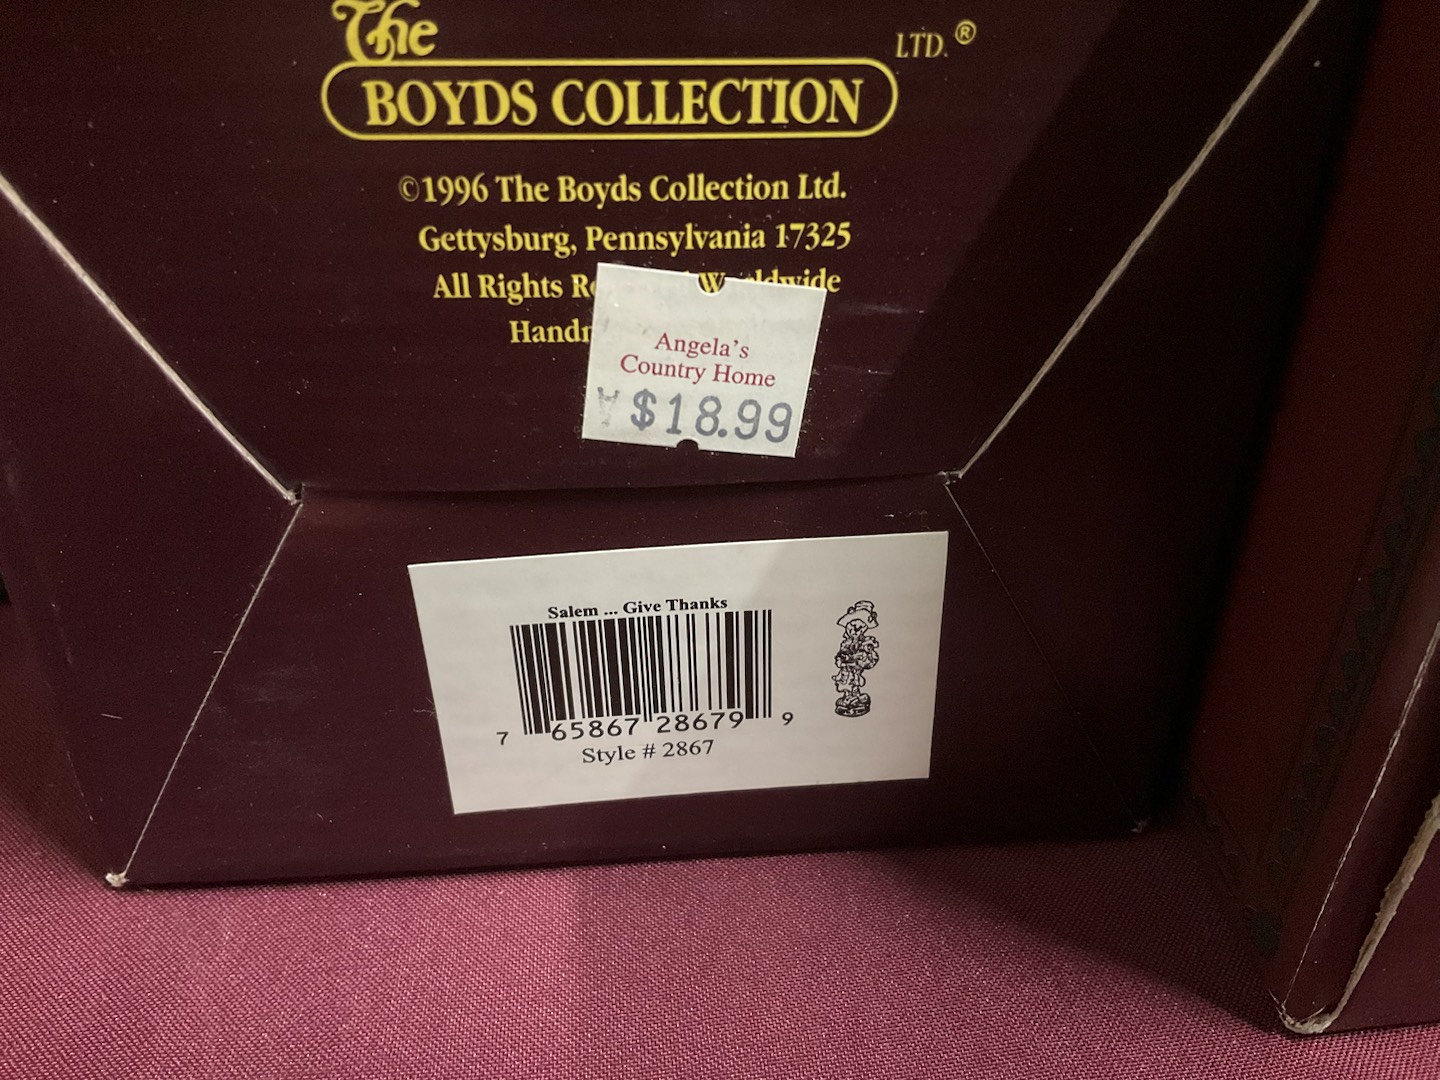 The
LTD.®
BOYDS COLLECTION
©1996 The Boyds Collection Ltd.
Gettysburg, Pennsylvania 17325
All Rights
Angela's
Country Home
$18.99
Salem ... Give Thanks
7 65867 28679 9
Style # 2867